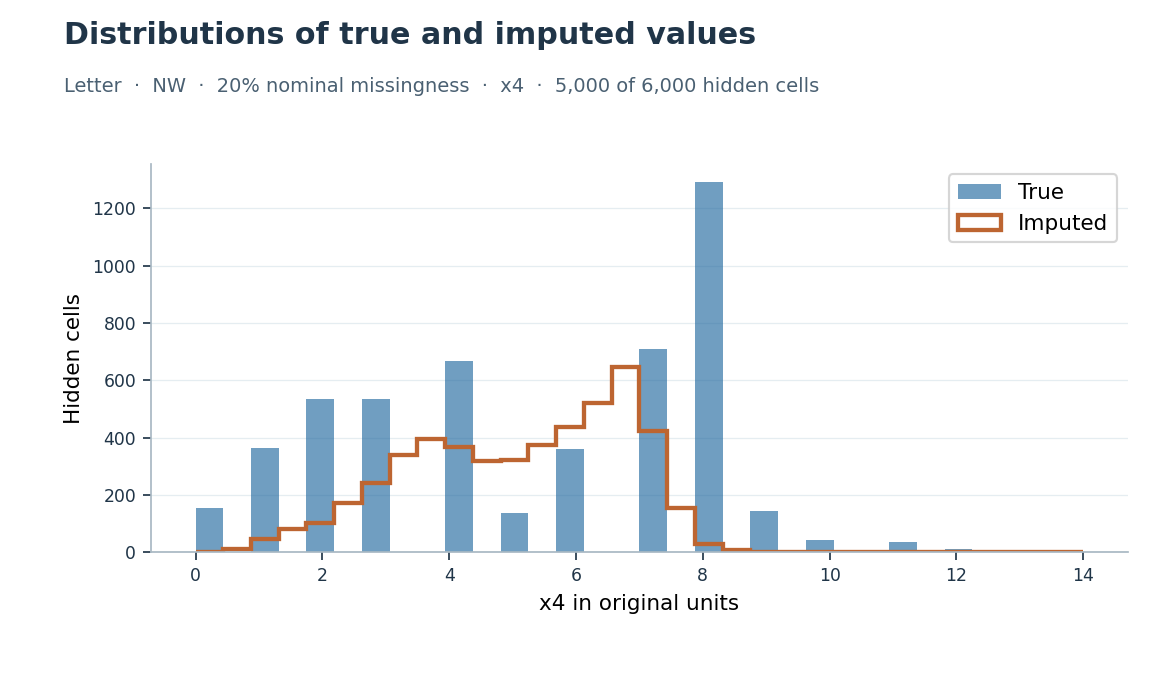 Distributions of true and imputed values
Letter · NW · 20% nominal missingness · x4 · 5,000 of 6,000 hidden cells
True
Imputed
Hidden cells
1200
1000
800
600
400
200
0
0 2 4 6 8 10 12 14
x4 in original units